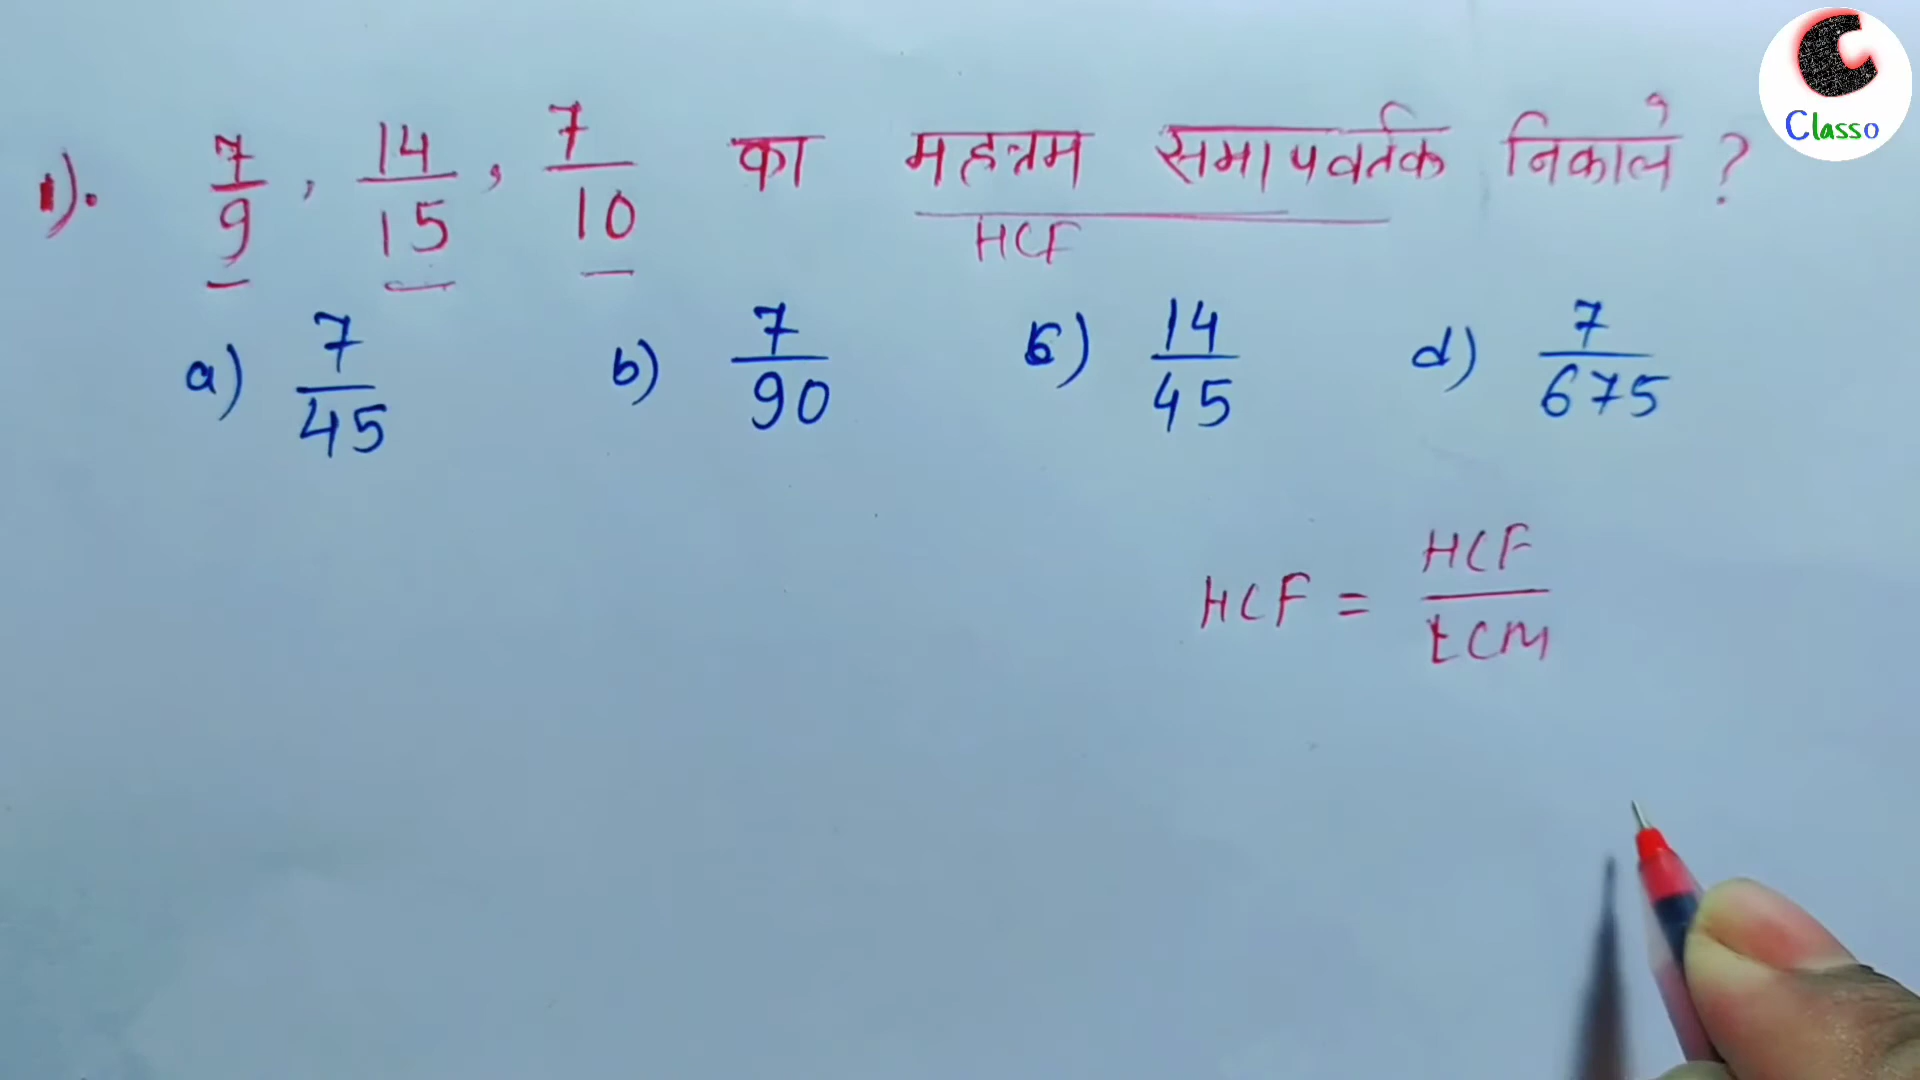 1). 7/9, 14/15, 7/10 का महत्तम समापवर्तक निकाले ?
HCF
a) 7/45 b) 7/90 c) 14/45 d) 7/675
HCF = HCF/LCM
C
Classo